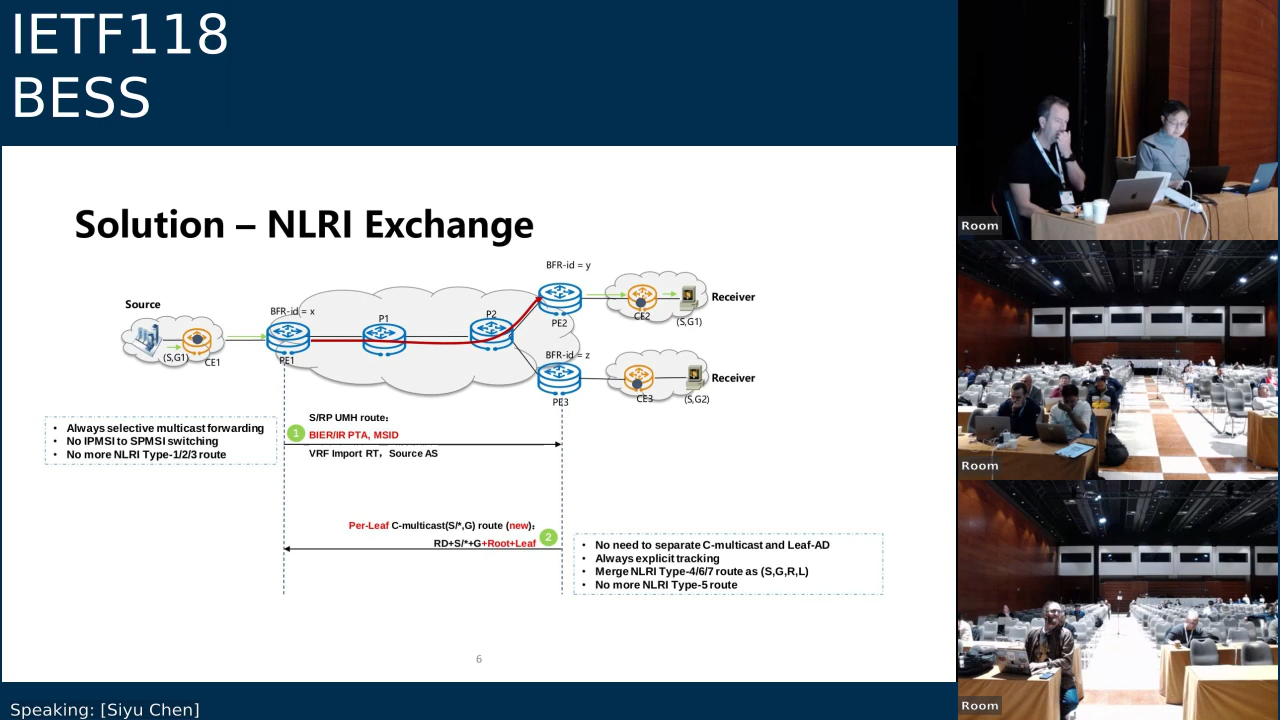 IETF118
BESS
Solution – NLRI Exchange
BFR-id = y
Source
BFR-id = x
P1
P2
CE2
Receiver
(S,G1)
PE2
(S,G1)
CE1
PE1
BFR-id = z
Receiver
CE3
(S,G2)
PE3
S/RP UMH route:
1
BIER/IR PTA, MSID
VRF Import RT, Source AS
• Always selective multicast forwarding
• No IPMSI to SPMSI switching
• No more NLRI Type-1/2/3 route
Per-Leaf C-multicast(S/*,G) route (new):
RD+S/*+G+Root+Leaf
2
• No need to separate C-multicast and Leaf-AD
• Always explicit tracking
• Merge NLRI Type-4/6/7 route as (S,G,R,L)
• No more NLRI Type-5 route
6
Speaking: [Siyu Chen]
Room
Room
Room